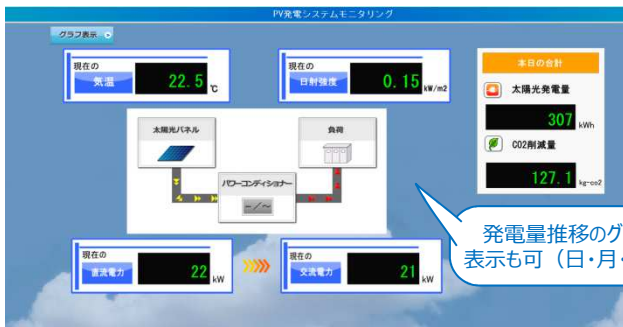 PV発電システムモニタリング
グラフ表示
現在の
気温
22.5
℃
現在の
日射強度
0.15
kW/m2
本日の合計
太陽光発電量
307
kWh
CO2削減量
127.1
kg-co2
太陽光パネル
負荷
パワーコンディショナー
−/〜
現在の
直流電力
22
kW
現在の
交流電力
21
kW
発電量推移のグ
表示も可（日・月・